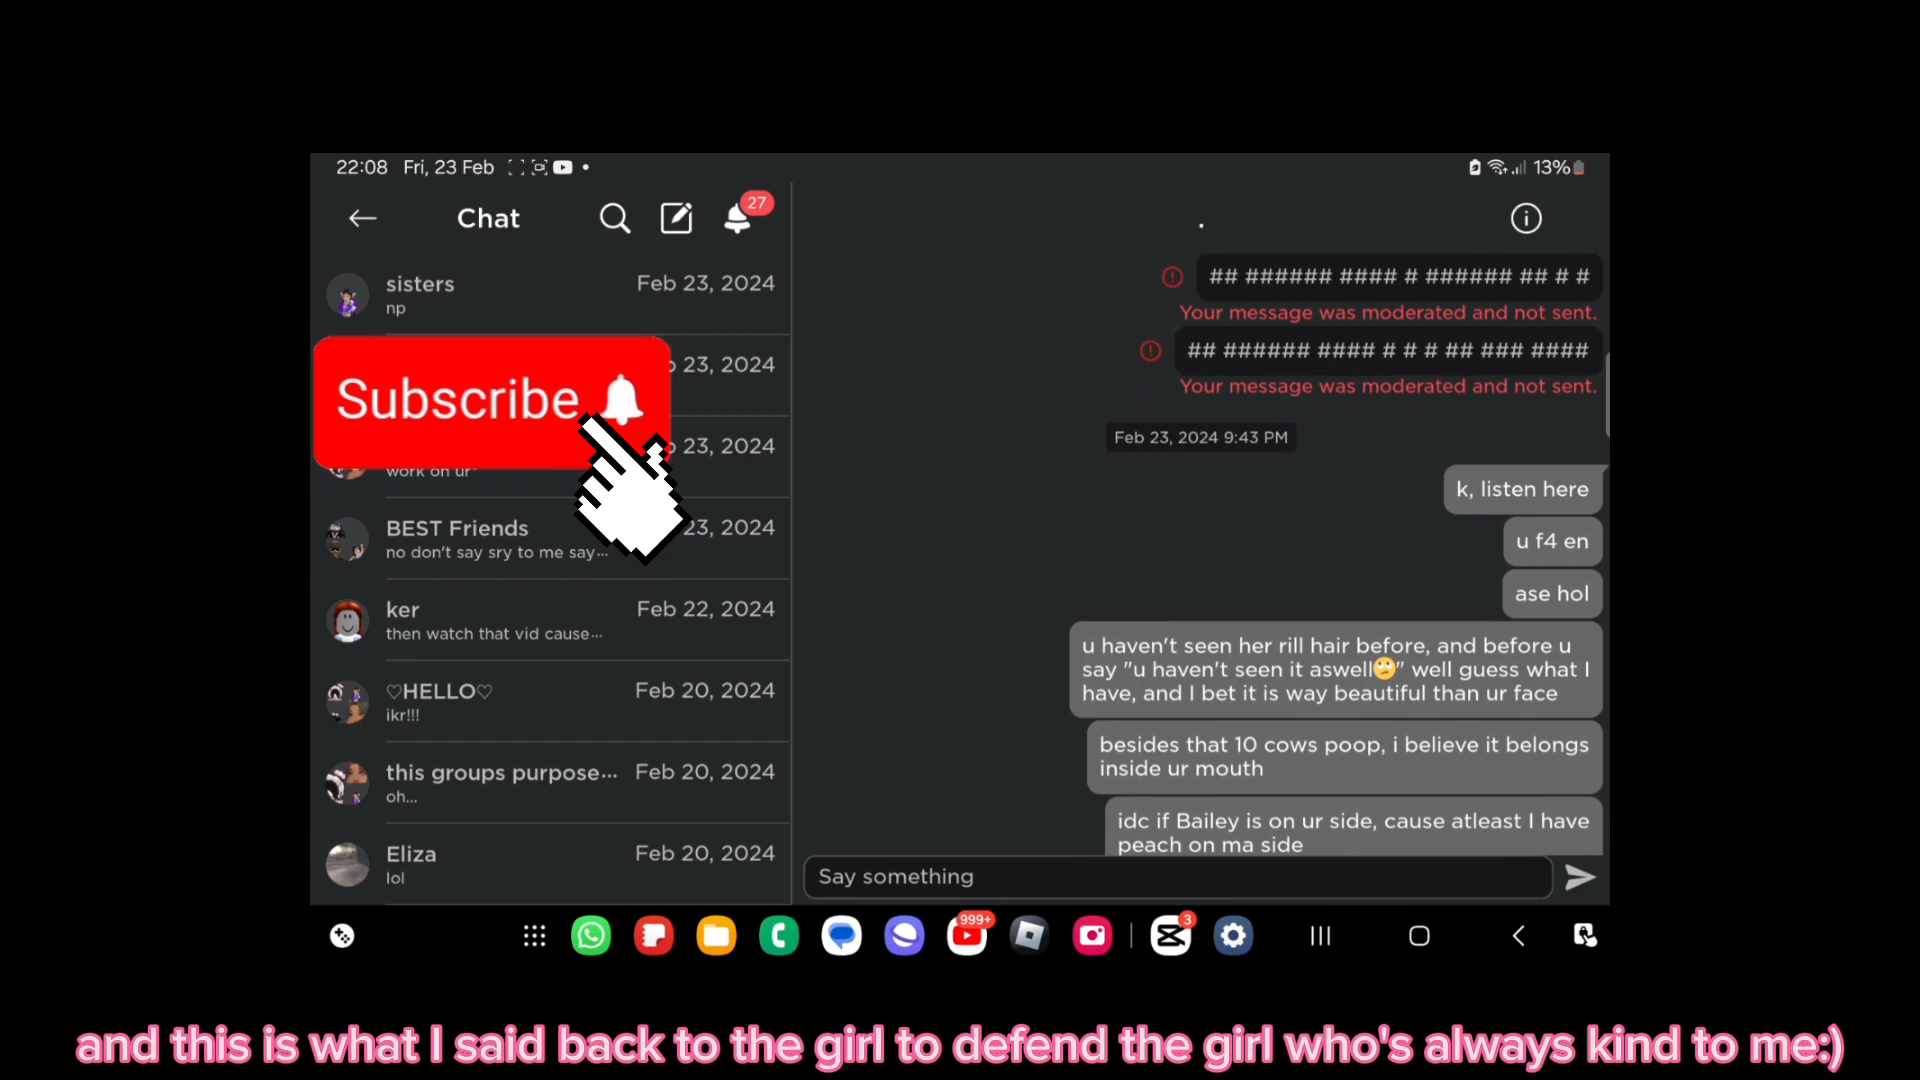 22:08 Fri, 23 Feb
13%
Chat
27
sisters
Feb 23, 2024
np
23, 2024
Subscribe
23, 2024
work on ur*
BEST Friends
23, 2024
no don't say sry to me say...
ker
Feb 22, 2024
then watch that vid cause...
♡HELLO♡
Feb 20, 2024
ikr!!!
this groups purpose...
Feb 20, 2024
oh...
Eliza
Feb 20, 2024
lol
.
## ###### #### # ###### ## # #
Your message was moderated and not sent.
## ###### #### # # # ## ### ####
Your message was moderated and not sent.
Feb 23, 2024 9:43 PM
k, listen here
u f4 en
ase hol
u haven't seen her rill hair before, and before u
say "u haven't seen it aswell🙄" well guess what I
have, and I bet it is way beautiful than ur face
besides that 10 cows poop, i believe it belongs
inside ur mouth
idc if Bailey is on ur side, cause atleast I have
peach on ma side
Say something
999+
3
and this is what I said back to the girl to defend the girl who's always kind to me:)